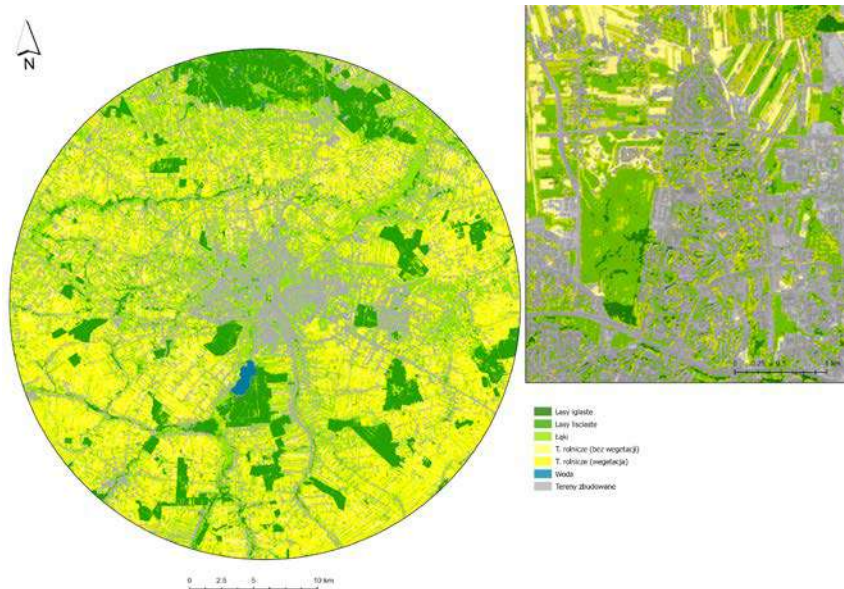 N
Lasy iglaste
Lasy liściaste
Łąki
T. rolnicze (bez wegetacji)
T. rolnicze (wegetacja)
Woda
Tereny zbudowane
0 2.5 5 10 km